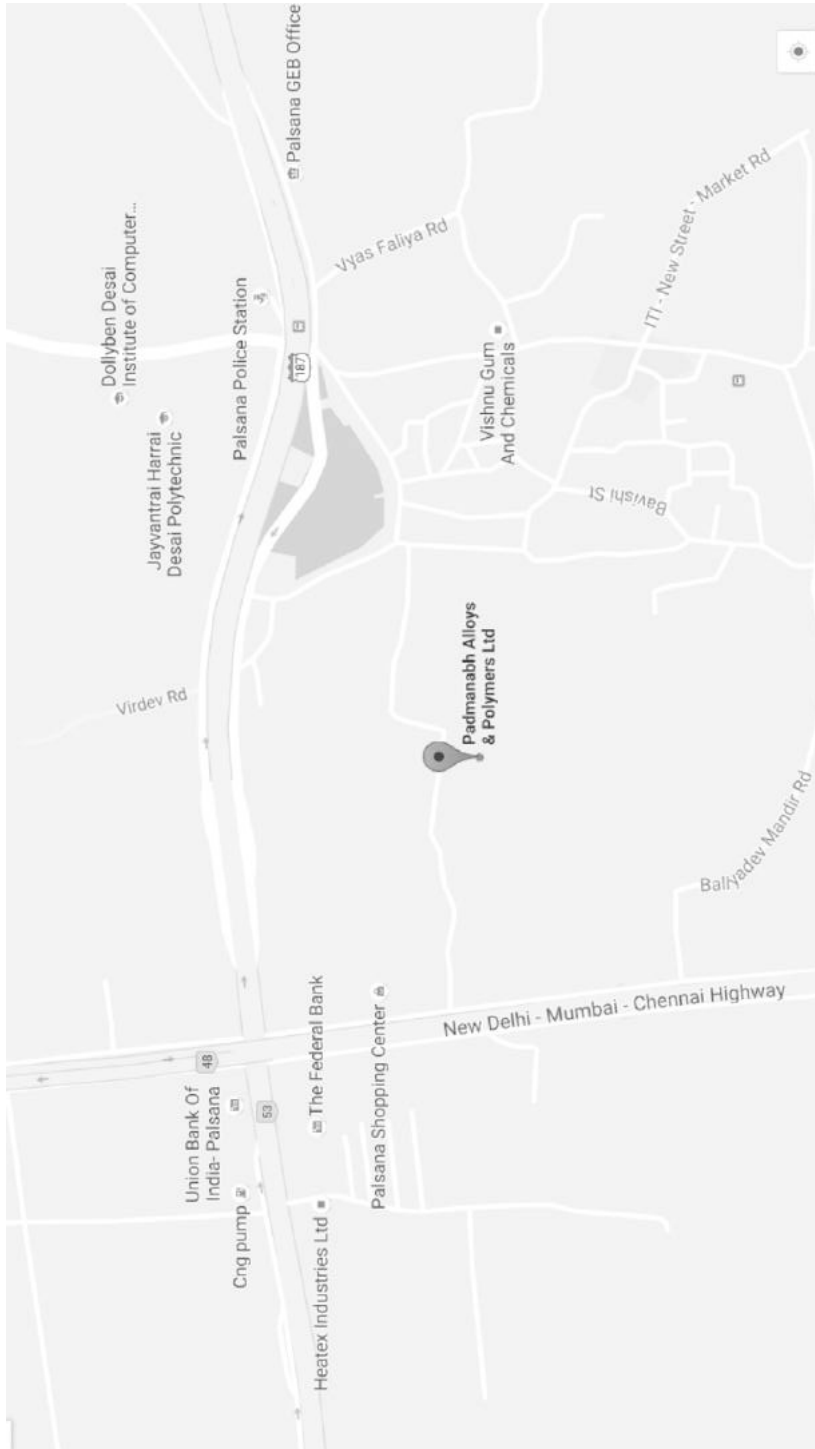 Dollyben Desai
Institute of Computer...
Jayvantrai Harrai
Desai Polytechnic
Palsana Police Station
Palsana GEB Office
Vyas Faliya Rd
187
Virdev Rd
Vishnu Gum
And Chemicals
ITI - New Street - Market Rd
Bavishi St
Padmanabh Alloys
& Polymers Ltd
Baliyadev Mandir Rd
New Delhi - Mumbai - Chennai Highway
48
53
Union Bank Of
India- Palsana
The Federal Bank
Palsana Shopping Center
Cng pump
Heatex Industries Ltd